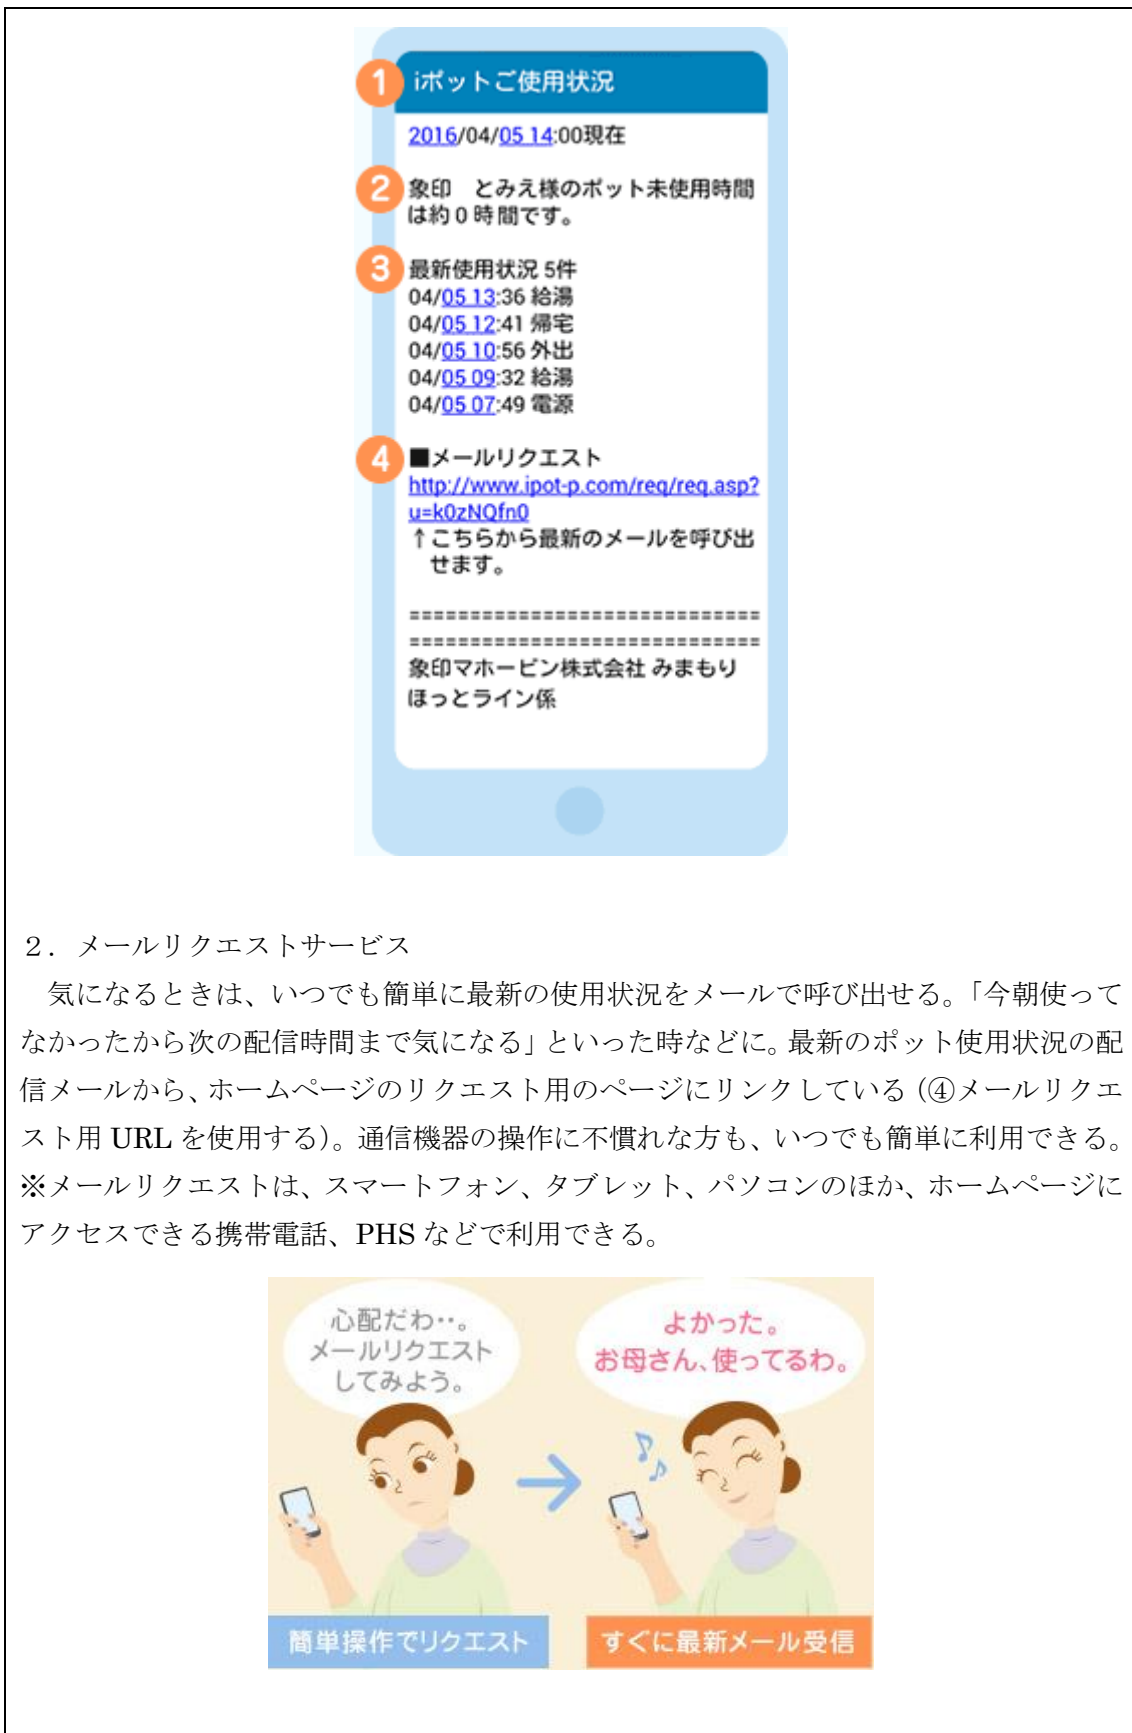 1 iポットご使用状況
2016/04/05 14:00現在
2 象印　とみえ様のポット未使用時間
は約０時間です。
3 最新使用状況 5件
04/05 13:36 給湯
04/05 12:41 帰宅
04/05 10:56 外出
04/05 09:32 給湯
04/05 07:49 電源
4 ■メールリクエスト
http://www.ipot-p.com/req/req.asp?
u=k0zNQfn0
↑こちらから最新のメールを呼び出
せます。
=============================
=============================
象印マホービン株式会社 みまもり
ほっとライン係
２．メールリクエストサービス
気になるときは、いつでも簡単に最新の使用状況をメールで呼び出せる。「今朝使って
なかったから次の配信時間まで気になる」といった時などに。最新のポット使用状況の配
信メールから、ホームページのリクエスト用のページにリンクしている（④メールリクエ
スト用 URL を使用する）。通信機器の操作に不慣れな方も、いつでも簡単に利用できる。
※メールリクエストは、スマートフォン、タブレット、パソコンのほか、ホームページに
アクセスできる携帯電話、PHS などで利用できる。
心配だわ‥。
メールリクエスト
してみよう。
よかった。
お母さん、使ってるわ。
簡単操作でリクエスト
すぐに最新メール受信